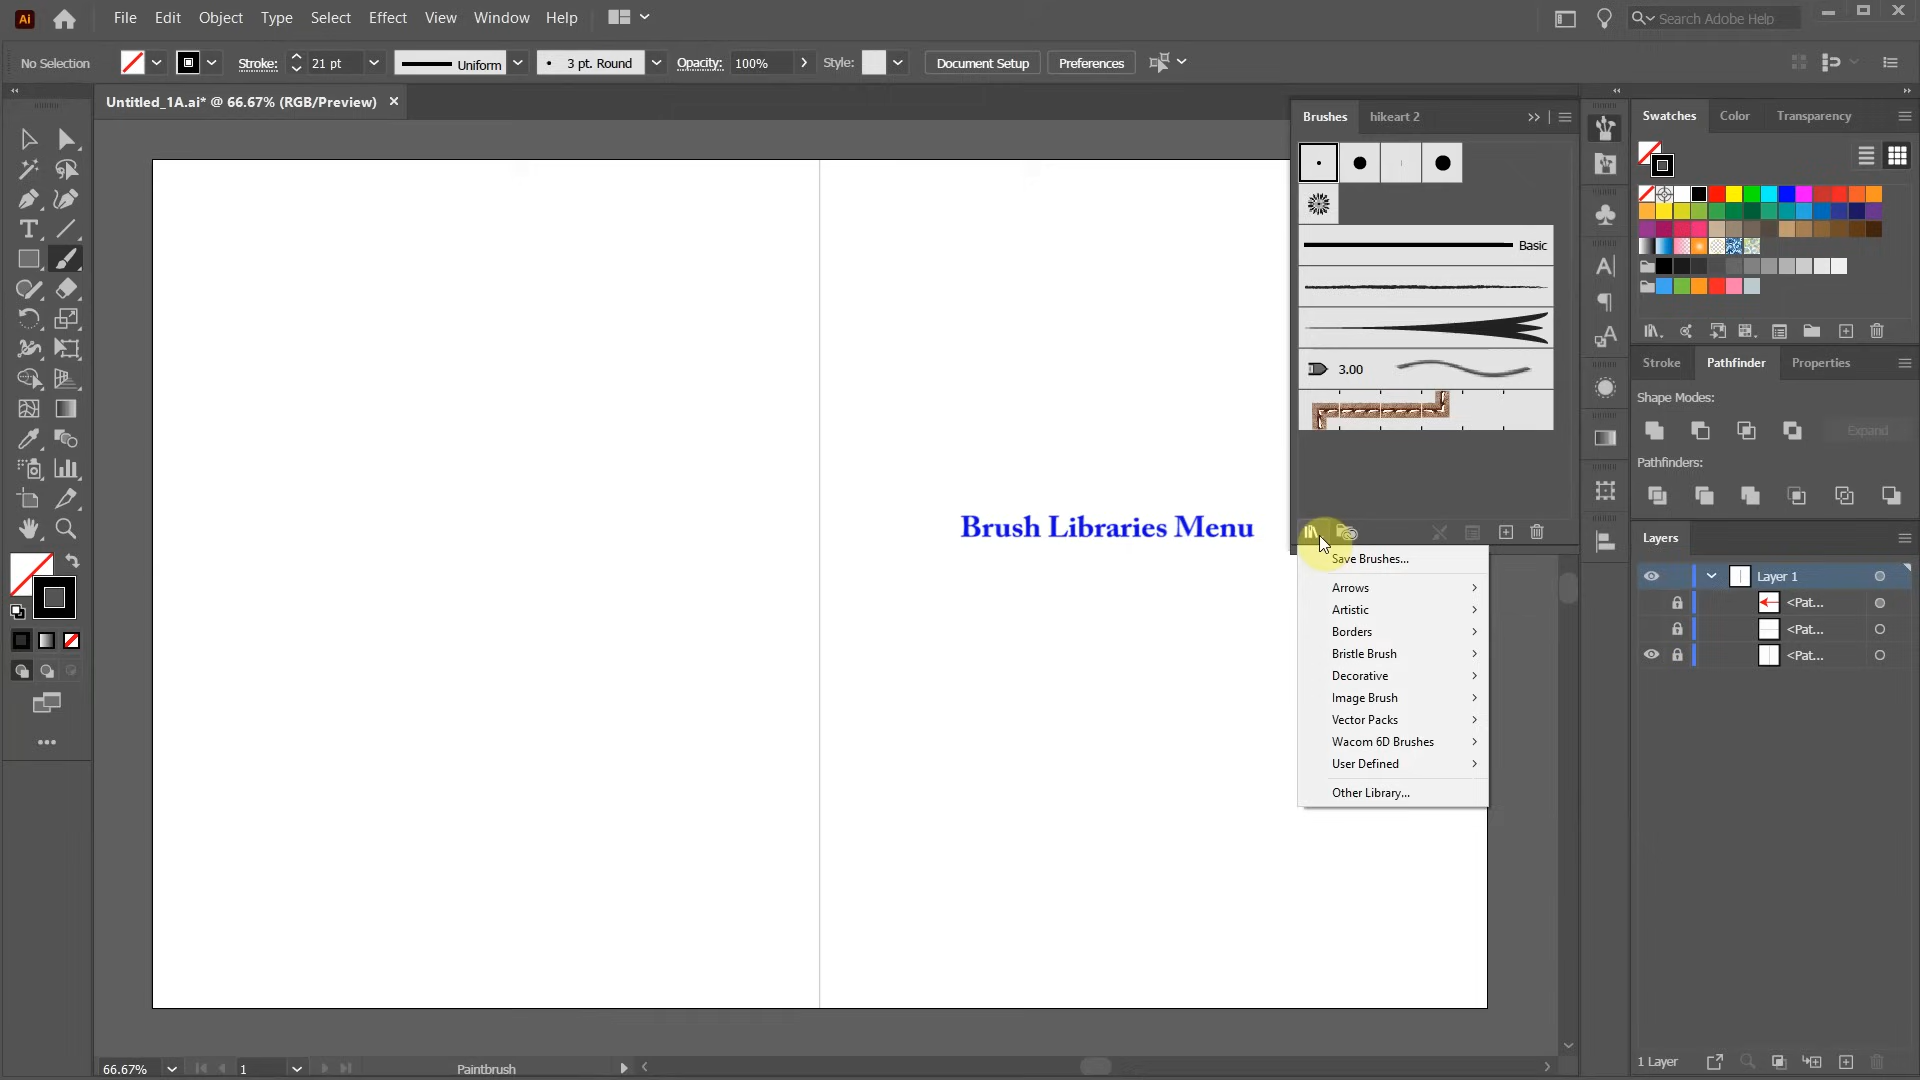 Ai File Edit Object Type Select Effect View Window Help Search Adobe Help
No Selection Stroke: 21 pt Uniform 3 pt. Round Opacity: 100% Style: Document Setup Preferences
Untitled_1A.ai* @ 66.67% (RGB/Preview)
Brushes hikeart 2
Basic
3.00
Brush Libraries Menu
Save Brushes...
Arrows
Artistic
Borders
Bristle Brush
Decorative
Image Brush
Vector Packs
Wacom 6D Brushes
User Defined
Other Library...
Swatches Color Transparency
Stroke Pathfinder Properties
Shape Modes:
Expand
Pathfinders:
Layers
Layer 1
<Pat...
<Pat...
<Pat...
1 Layer
66.67% 1 Paintbrush